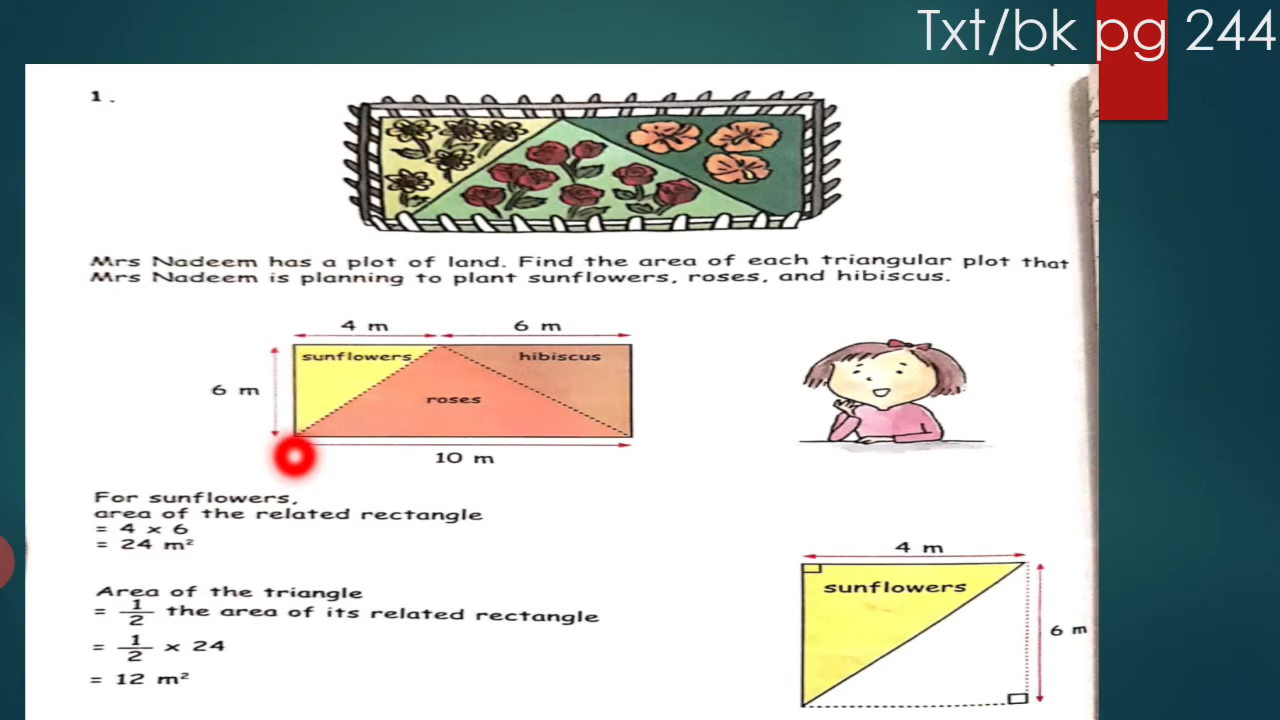 Txt/bk pg 244
1.
Mrs Nadeem has a plot of land. Find the area of each triangular plot that
Mrs Nadeem is planning to plant sunflowers, roses, and hibiscus.
4 m
6 m
sunflowers
hibiscus
6 m
roses
10 m
For sunflowers,
area of the related rectangle
= 4 x 6
= 24 m²
4 m
sunflowers
6 m
Area of the triangle
= 1/2 the area of its related rectangle
= 1/2 x 24
= 12 m²